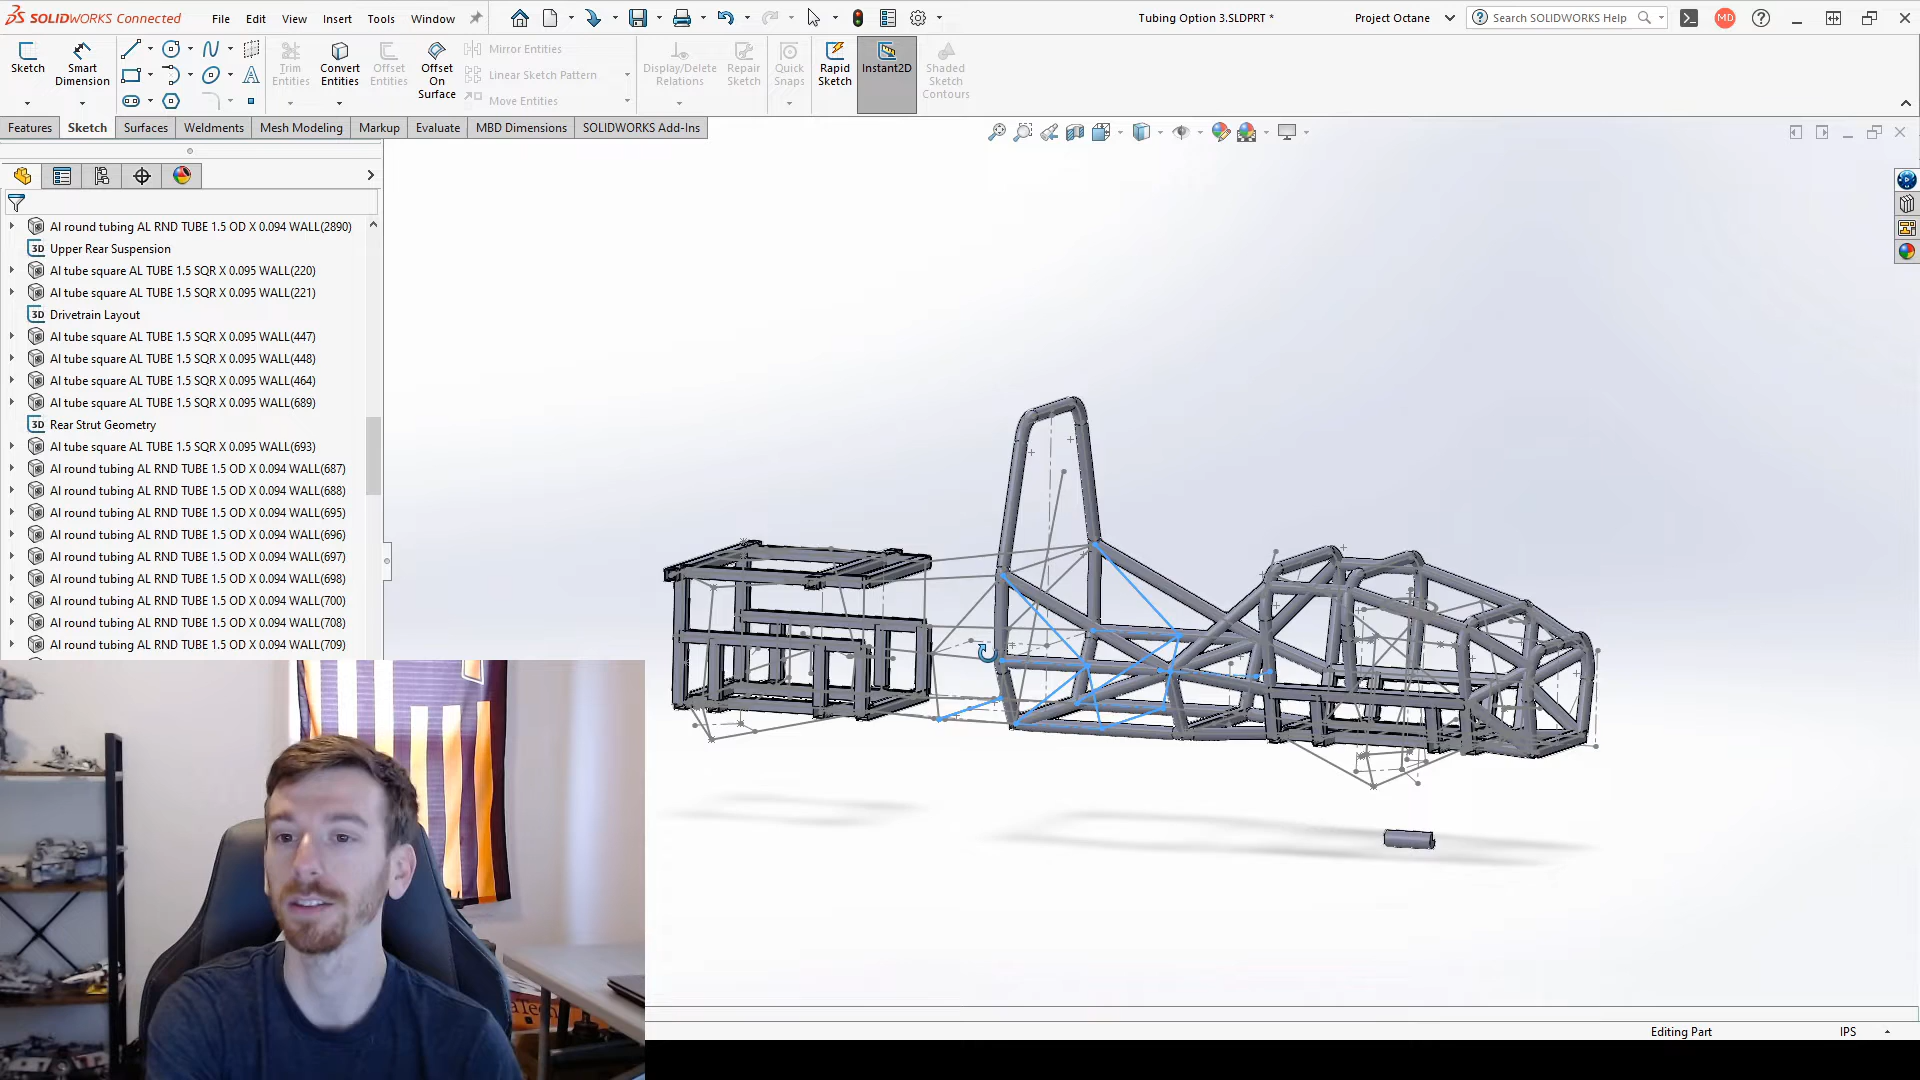 SOLIDWORKS Connected
File
Edit
View
Insert
Tools
Window
Tubing Option 3.SLDPRT *
Project Octane
Search SOLIDWORKS Help
MD
Sketch
Smart Dimension
Trim Entities
Convert Entities
Offset Entities
Offset On Surface
Mirror Entities
Linear Sketch Pattern
Move Entities
Display/Delete Relations
Repair Sketch
Quick Snaps
Rapid Sketch
Instant2D
Shaded Sketch Contours
Features
Sketch
Surfaces
Weldments
Mesh Modeling
Markup
Evaluate
MBD Dimensions
SOLIDWORKS Add-Ins
Al round tubing AL RND TUBE 1.5 OD X 0.094 WALL(2890)
3D Upper Rear Suspension
Al tube square AL TUBE 1.5 SQR X 0.095 WALL(220)
Al tube square AL TUBE 1.5 SQR X 0.095 WALL(221)
3D Drivetrain Layout
Al tube square AL TUBE 1.5 SQR X 0.095 WALL(447)
Al tube square AL TUBE 1.5 SQR X 0.095 WALL(448)
Al tube square AL TUBE 1.5 SQR X 0.095 WALL(464)
Al tube square AL TUBE 1.5 SQR X 0.095 WALL(689)
3D Rear Strut Geometry
Al tube square AL TUBE 1.5 SQR X 0.095 WALL(693)
Al round tubing AL RND TUBE 1.5 OD X 0.094 WALL(687)
Al round tubing AL RND TUBE 1.5 OD X 0.094 WALL(688)
Al round tubing AL RND TUBE 1.5 OD X 0.094 WALL(695)
Al round tubing AL RND TUBE 1.5 OD X 0.094 WALL(696)
Al round tubing AL RND TUBE 1.5 OD X 0.094 WALL(697)
Al round tubing AL RND TUBE 1.5 OD X 0.094 WALL(698)
Al round tubing AL RND TUBE 1.5 OD X 0.094 WALL(700)
Al round tubing AL RND TUBE 1.5 OD X 0.094 WALL(708)
Al round tubing AL RND TUBE 1.5 OD X 0.094 WALL(709)
Editing Part
IPS